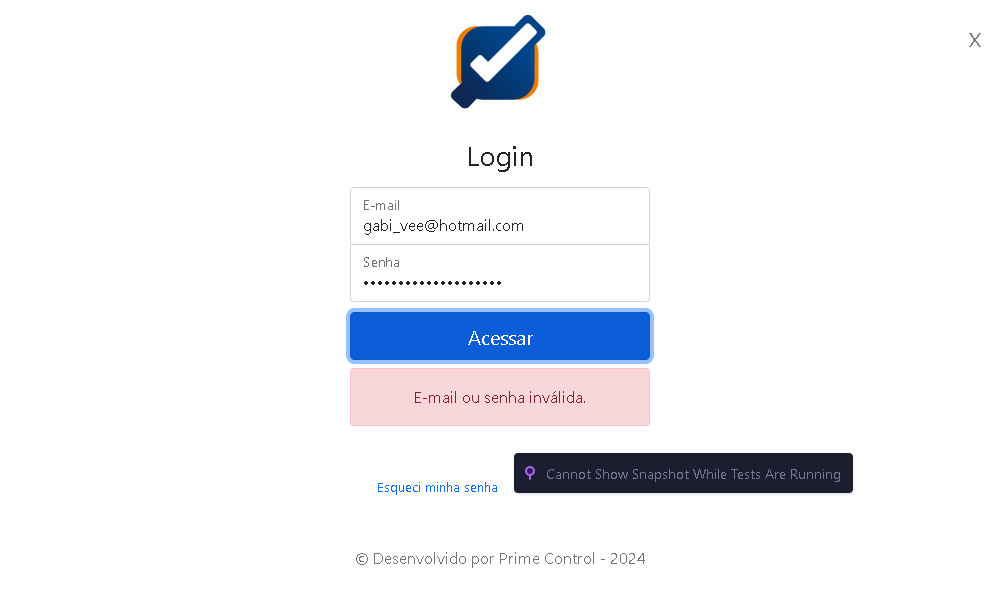 X
Login
E-mail
gabi_vee@hotmail.com
Senha
••••••••••••••••••••
Acessar
E-mail ou senha inválida.
Cannot Show Snapshot While Tests Are Running
Esqueci minha senha
© Desenvolvido por Prime Control - 2024